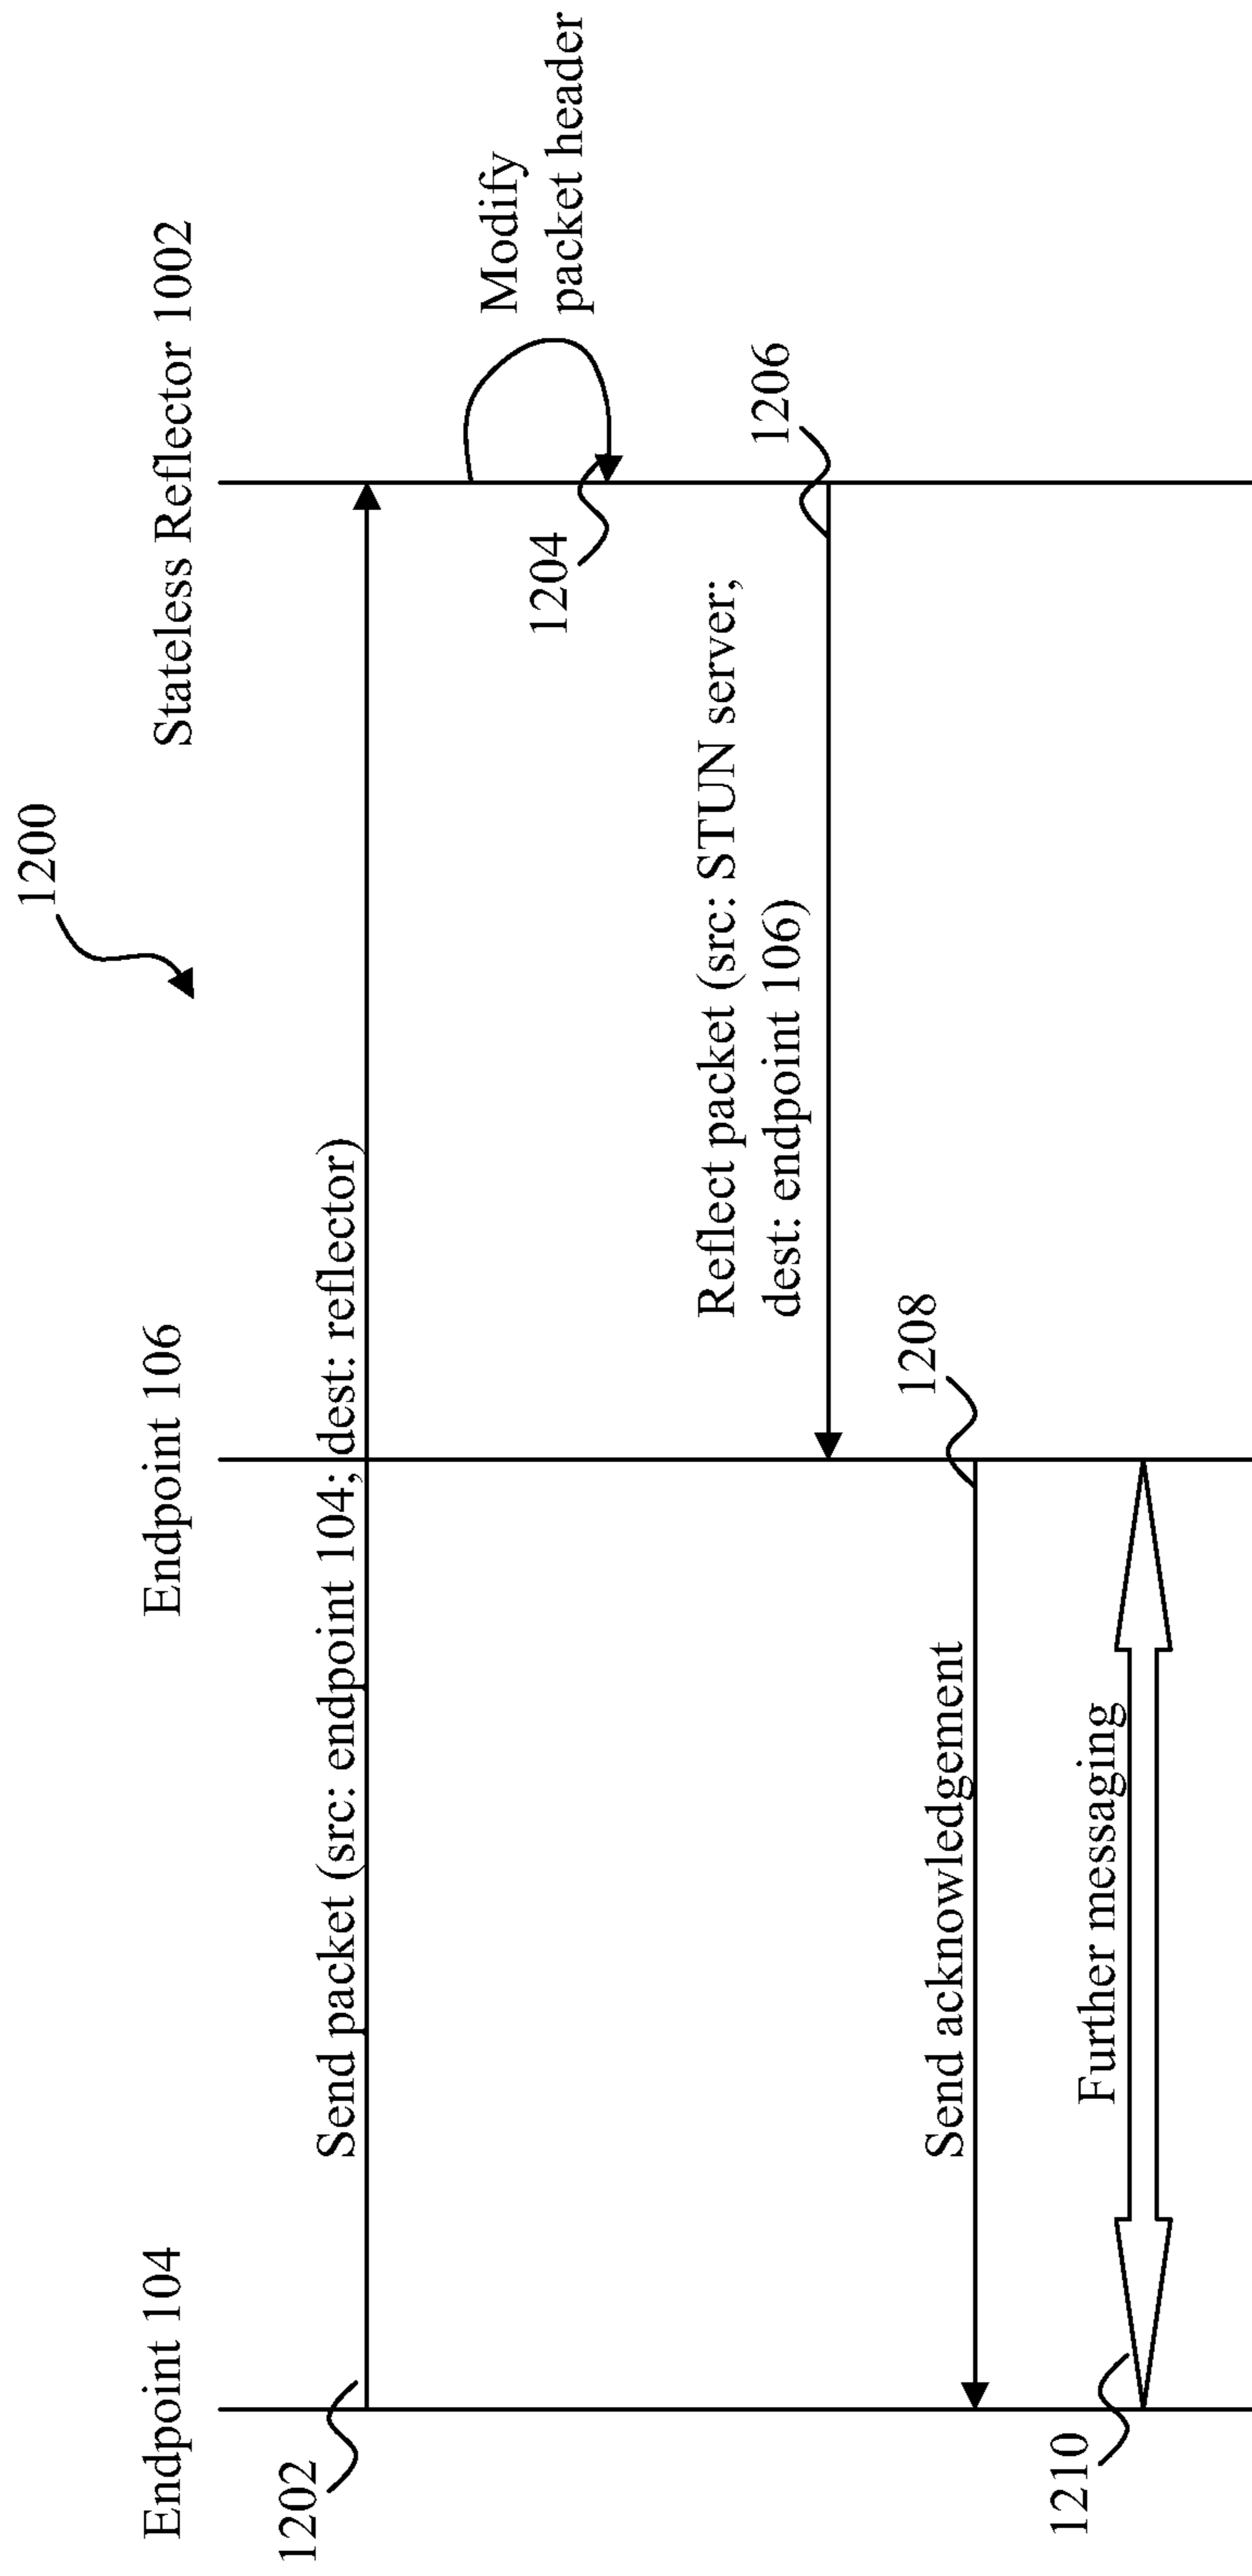 1200
Endpoint 104
Endpoint 106
Stateless Reflector 1002
1202
Send packet (src: endpoint 104; dest: reflector)
Modify
packet header
1204
Reflect packet (src: STUN server;
dest: endpoint 106)
1206
Send acknowledgement
1208
Further messaging
1210